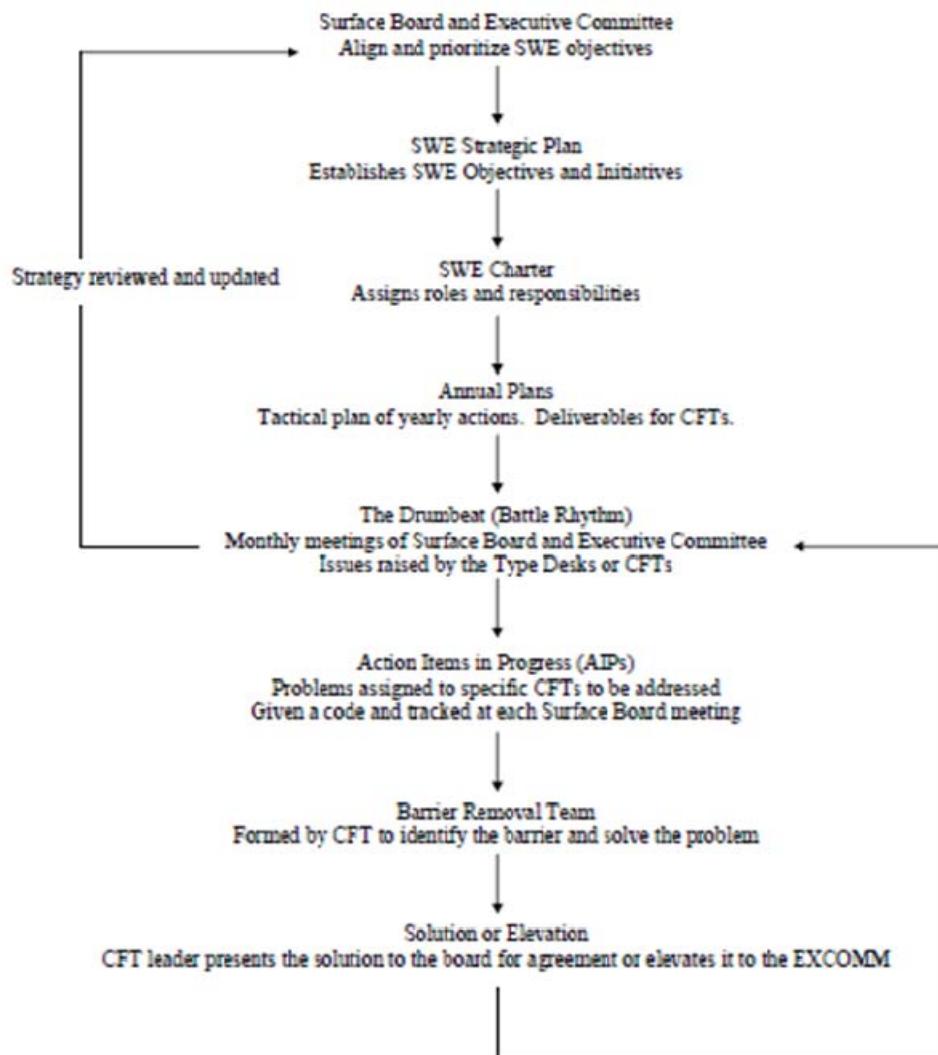 Surface Board and Executive Committee
Align and prioritize SWE objectives
SWE Strategic Plan
Establishes SWE Objectives and Initiatives
Strategy reviewed and updated
SWE Charter
Assigns roles and responsibilities
Annual Plans
Tactical plan of yearly actions. Deliverables for CFTs.
The Drumbeat (Battle Rhythm)
Monthly meetings of Surface Board and Executive Committee
Issues raised by the Type Desks or CFTs
Action Items in Progress (AIPs)
Problems assigned to specific CFTs to be addressed
Given a code and tracked at each Surface Board meeting
Barrier Removal Team
Formed by CFT to identify the barrier and solve the problem
Solution or Elevation
CFT leader presents the solution to the board for agreement or elevates it to the EXCOMM